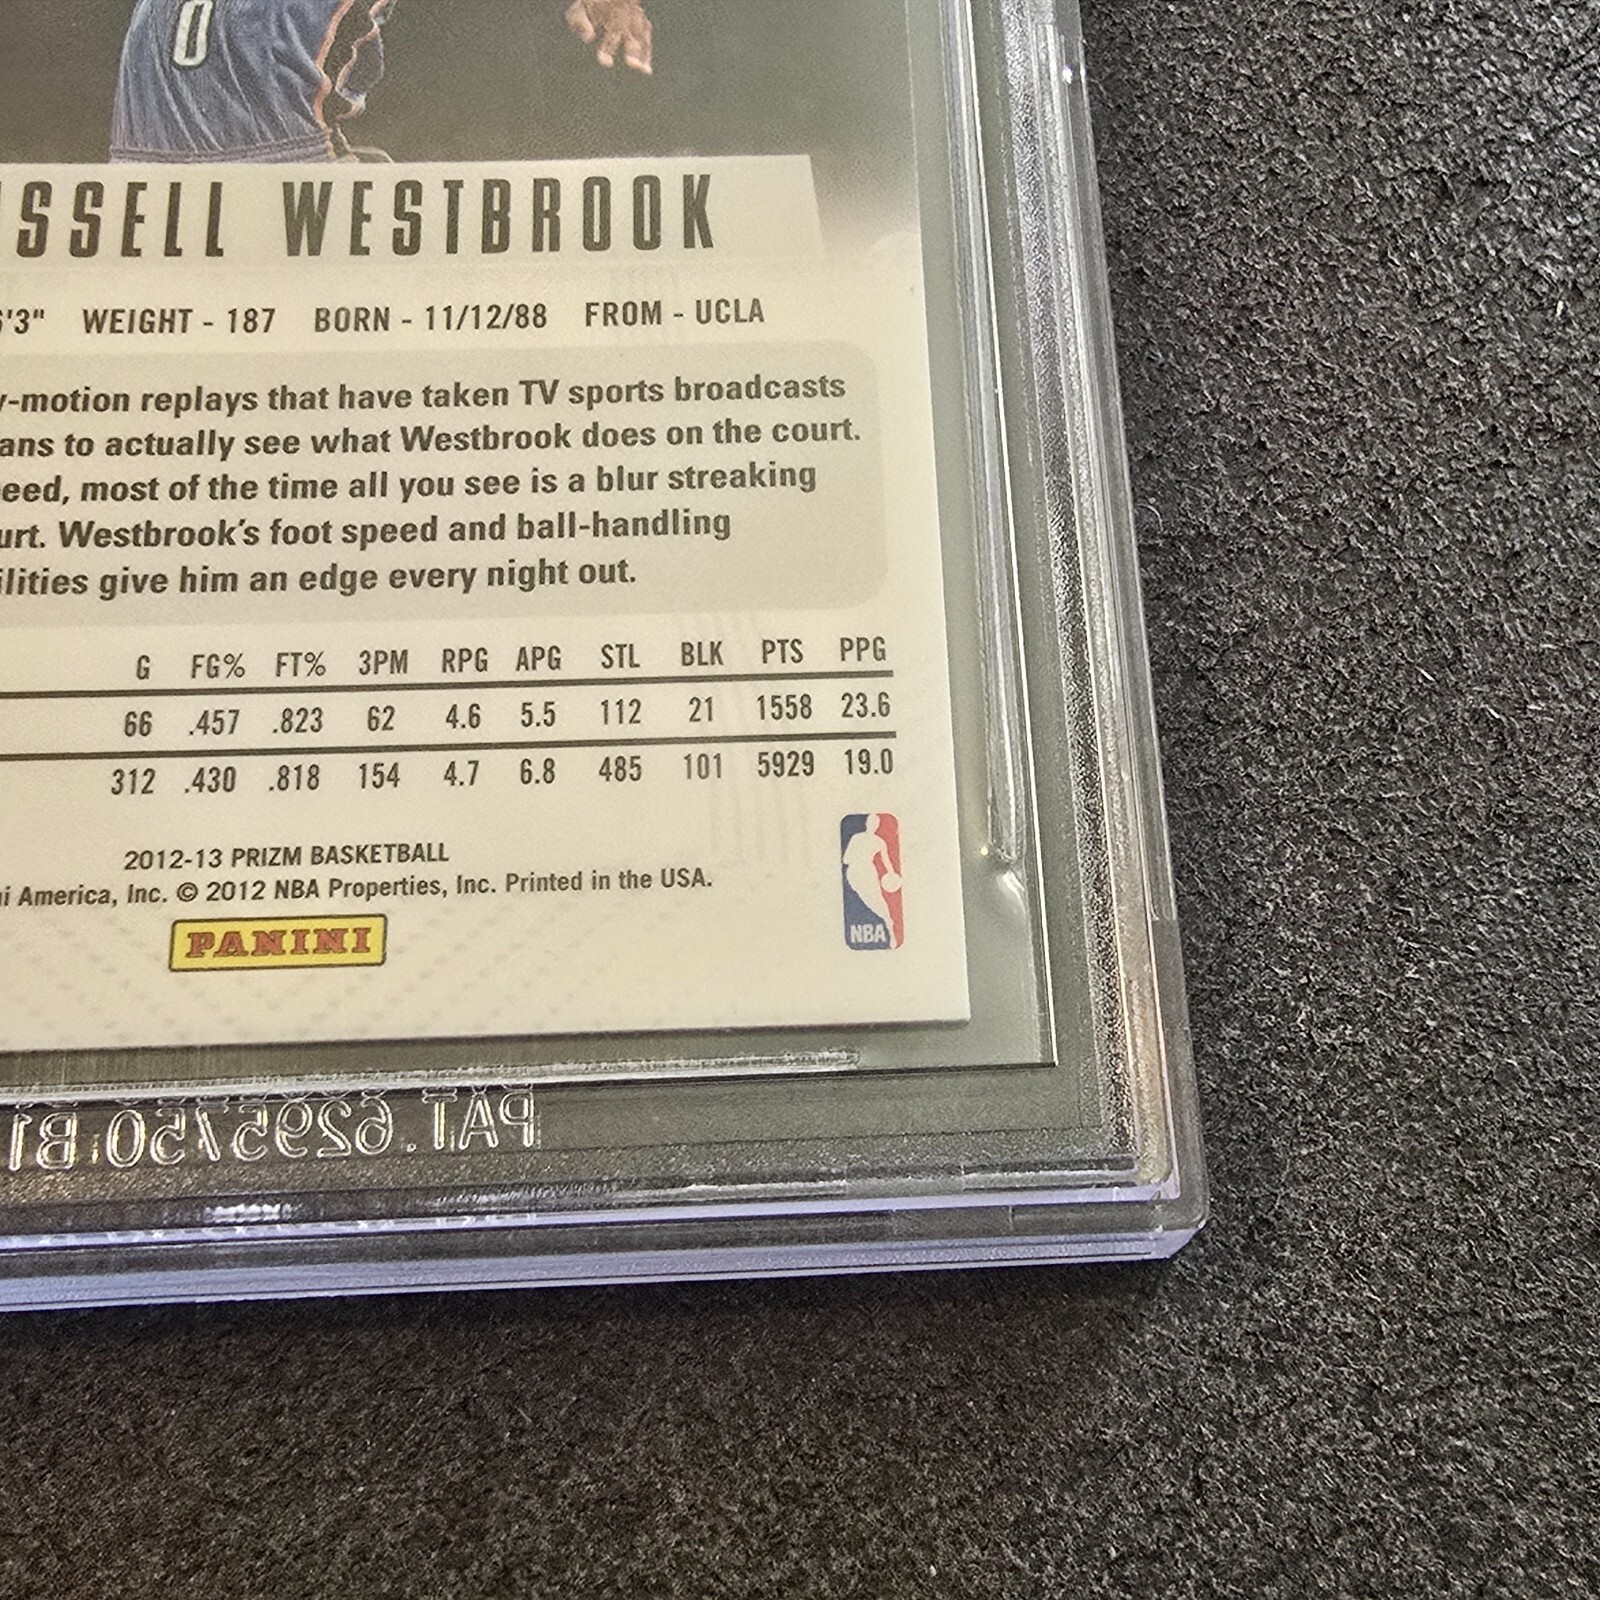 0
SSELL WESTBROOK
6'3" WEIGHT - 187 BORN - 11/12/88 FROM - UCLA
-motion replays that have taken TV sports broadcasts
ans to actually see what Westbrook does on the court.
eed, most of the time all you see is a blur streaking
urt. Westbrook's foot speed and ball-handling
ilities give him an edge every night out.
G FG% FT% 3PM RPG APG STL BLK PTS PPG
66 .457 .823 62 4.6 5.5 112 21 1558 23.6
312 .430 .818 154 4.7 6.8 485 101 5929 19.0
2012-13 PRIZM BASKETBALL
ni America, Inc. © 2012 NBA Properties, Inc. Printed in the USA.
PANINI
NBA
PAT. 6295750 B1